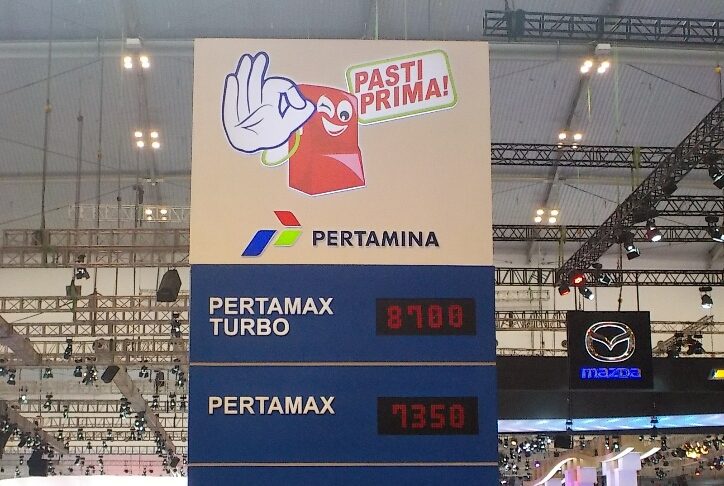 PASTI
PRIMA!
PERTAMINA
PERTAMAX
TURBO
8700
PERTAMAX
7350
mazda